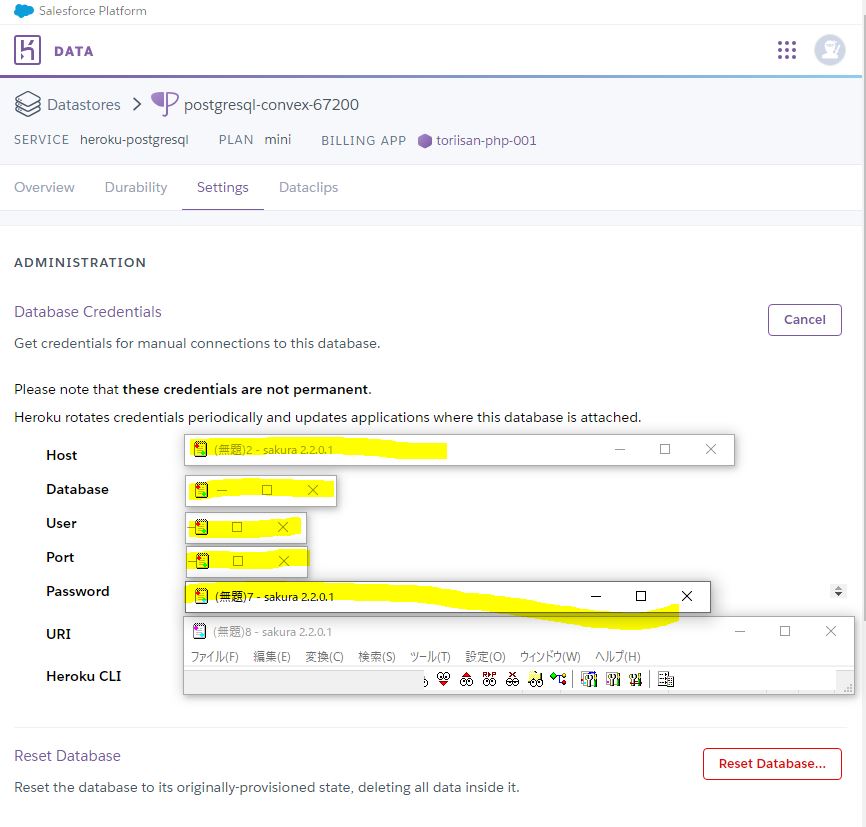 Salesforce Platform
DATA
Datastores > postgresql-convex-67200
SERVICE heroku-postgresql PLAN mini BILLING APP toriisan-php-001
Overview Durability Settings Dataclips
ADMINISTRATION
Database Credentials
Cancel
Get credentials for manual connections to this database.
Please note that these credentials are not permanent.
Heroku rotates credentials periodically and updates applications where this database is attached.
Host (無題)2 - sakura 2.2.0.1
Database
User
Port
Password (無題)7 - sakura 2.2.0.1
URI (無題)8 - sakura 2.2.0.1
ファイル(F) 編集(E) 変換(C) 検索(S) ツール(T) 設定(O) ウィンドウ(W) ヘルプ(H)
Heroku CLI
Reset Database
Reset Database...
Reset the database to its originally-provisioned state, deleting all data inside it.